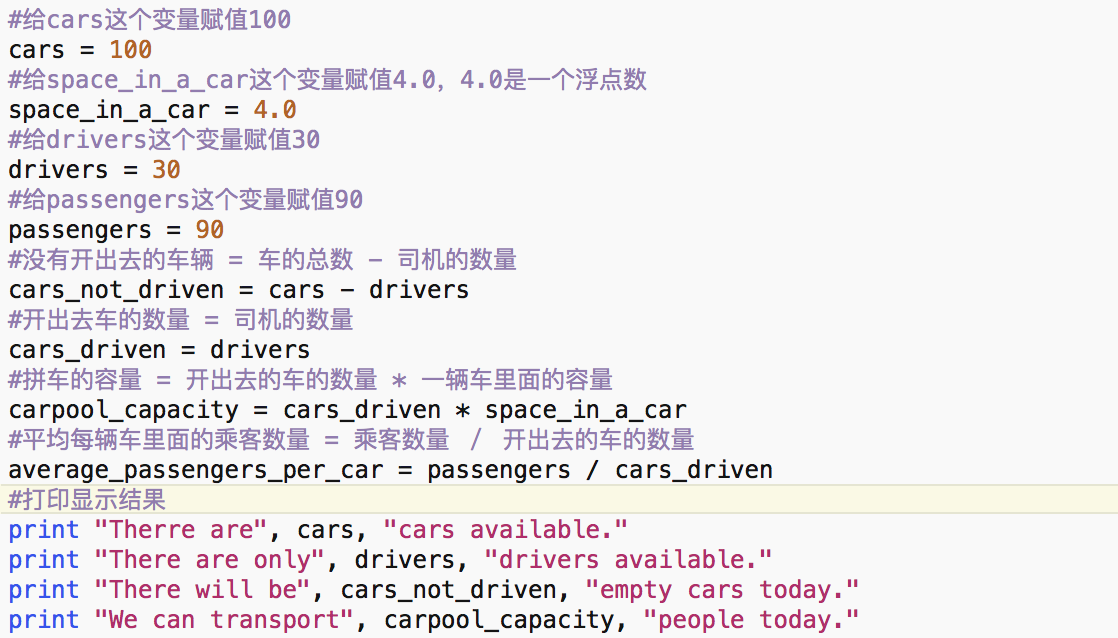 #给cars这个变量赋值100
cars = 100
#给space_in_a_car这个变量赋值4.0，4.0是一个浮点数
space_in_a_car = 4.0
#给drivers这个变量赋值30
drivers = 30
#给passengers这个变量赋值90
passengers = 90
#没有开出去的车辆 = 车的总数 - 司机的数量
cars_not_driven = cars - drivers
#开出去车的数量 = 司机的数量
cars_driven = drivers
#拼车的容量 = 开出去的车的数量 * 一辆车里面的容量
carpool_capacity = cars_driven * space_in_a_car
#平均每辆车里面的乘客数量 = 乘客数量 / 开出去的车的数量
average_passengers_per_car = passengers / cars_driven
#打印显示结果
print "Therre are", cars, "cars available."
print "There are only", drivers, "drivers available."
print "There will be", cars_not_driven, "empty cars today."
print "We can transport", carpool_capacity, "people today."